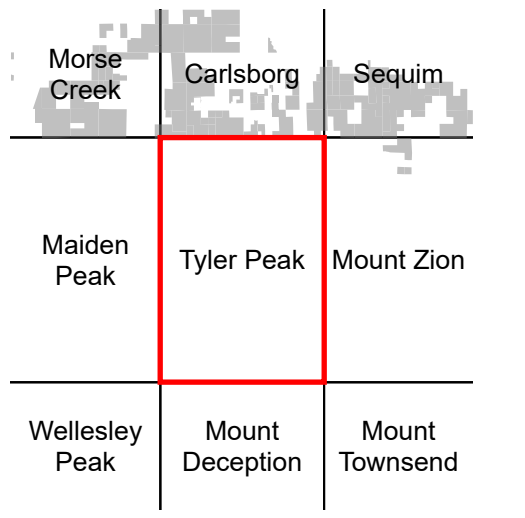 Morse
Creek
Carlsborg
Sequim
Maiden
Peak
Tyler Peak
Mount Zion
Wellesley
Peak
Mount
Deception
Mount
Townsend